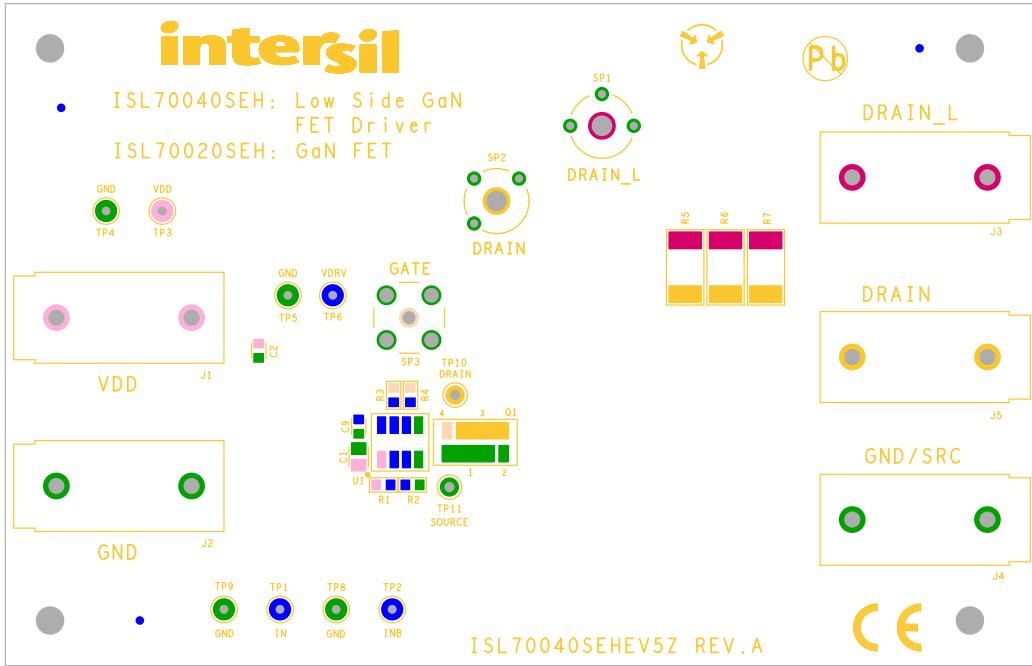 intersil
Pb
ISL70040SEH: Low Side GaN
FET Driver
ISL70020SEH: GaN FET
SP1
DRAIN_L
SP2
DRAIN
DRAIN_L
J3
GND
TP4
VDD
TP3
R5
R6
R7
GND
TP5
VDRV
TP6
GATE
SP3
DRAIN
J5
VDD
J1
C2
TP10
DRAIN
R3
R4
C9
C1
U1
4
3
Q1
1
2
R1
R2
TP11
SOURCE
GND/SRC
J4
GND
J2
TP9
GND
TP1
IN
TP8
GND
TP2
INB
ISL70040SEHEV5Z REV.A
CE